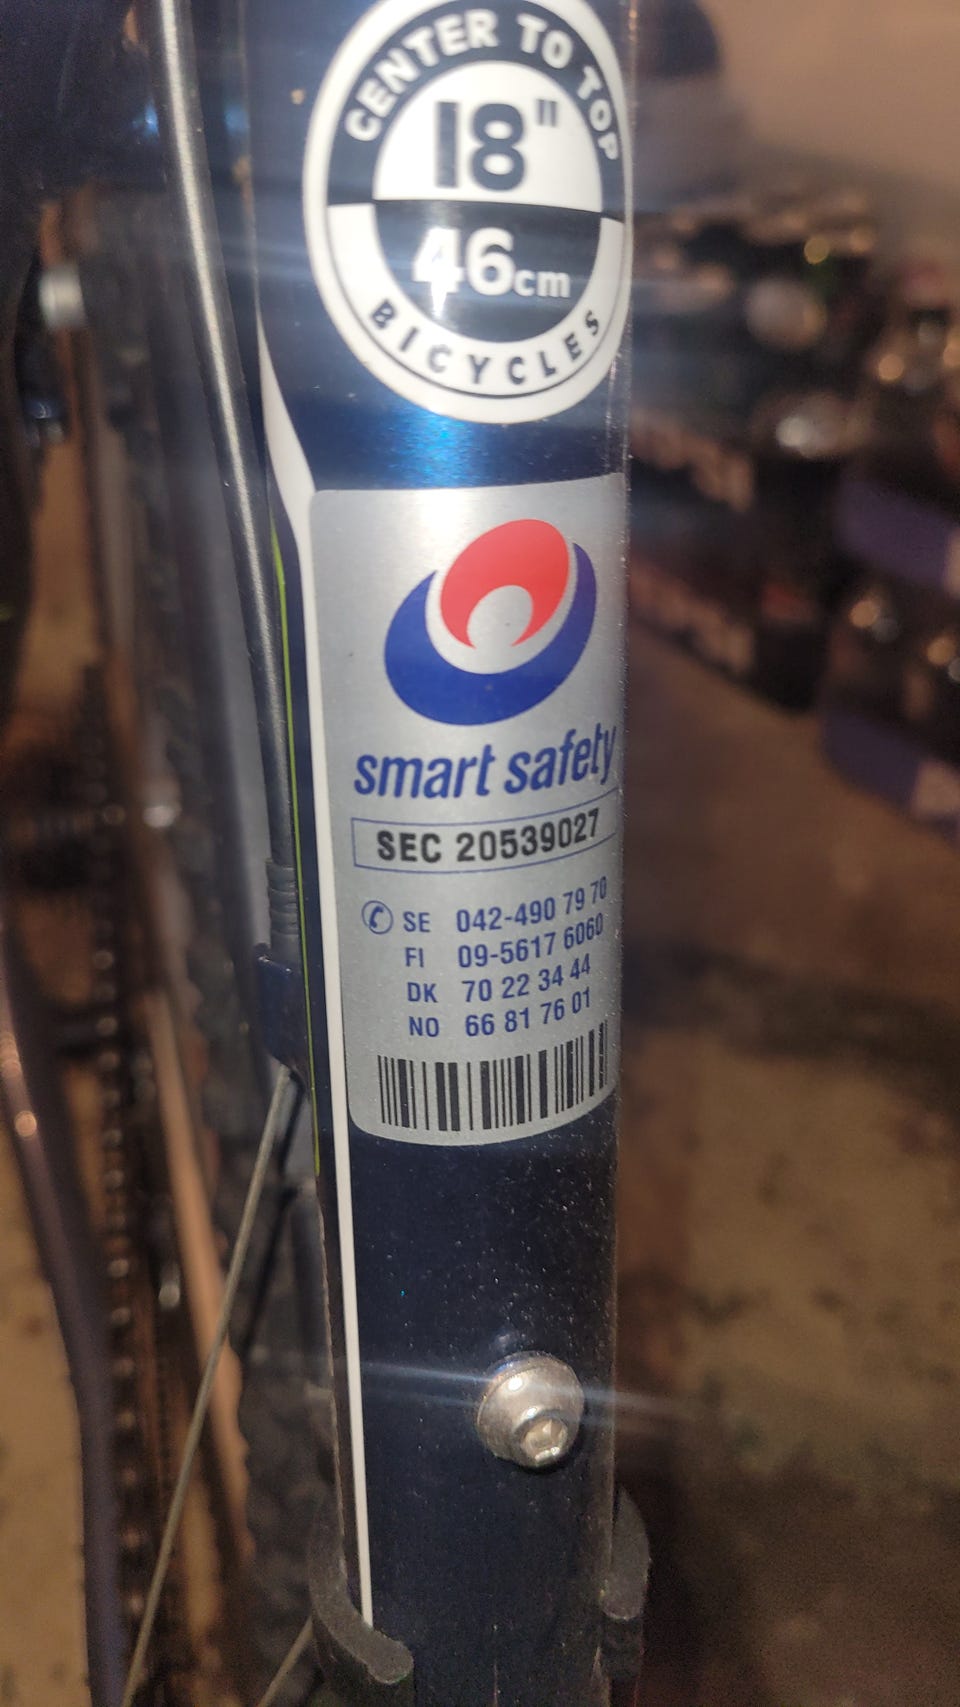 CENTER TO TOP
18"
46cm
BICYCLES
smart safety
SEC 20539027
SE 042-490 79 70
FI 09-5617 6060
DK 70 22 34 44
NO 66 81 76 01